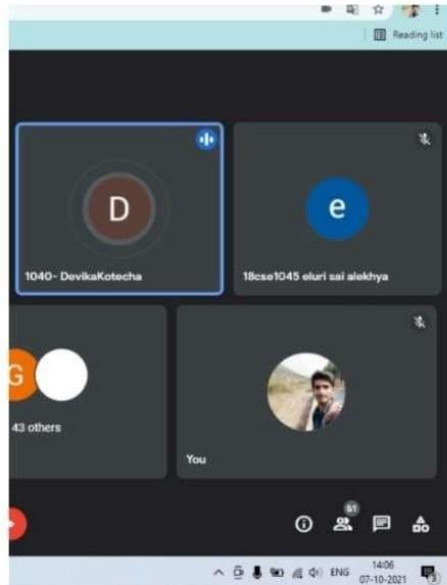 Reading list
D
e
1040- DevikaKotecha
18cse1045 eluri sai alekhya
G
43 others
You
61
ENG
14:06
07-10-2021